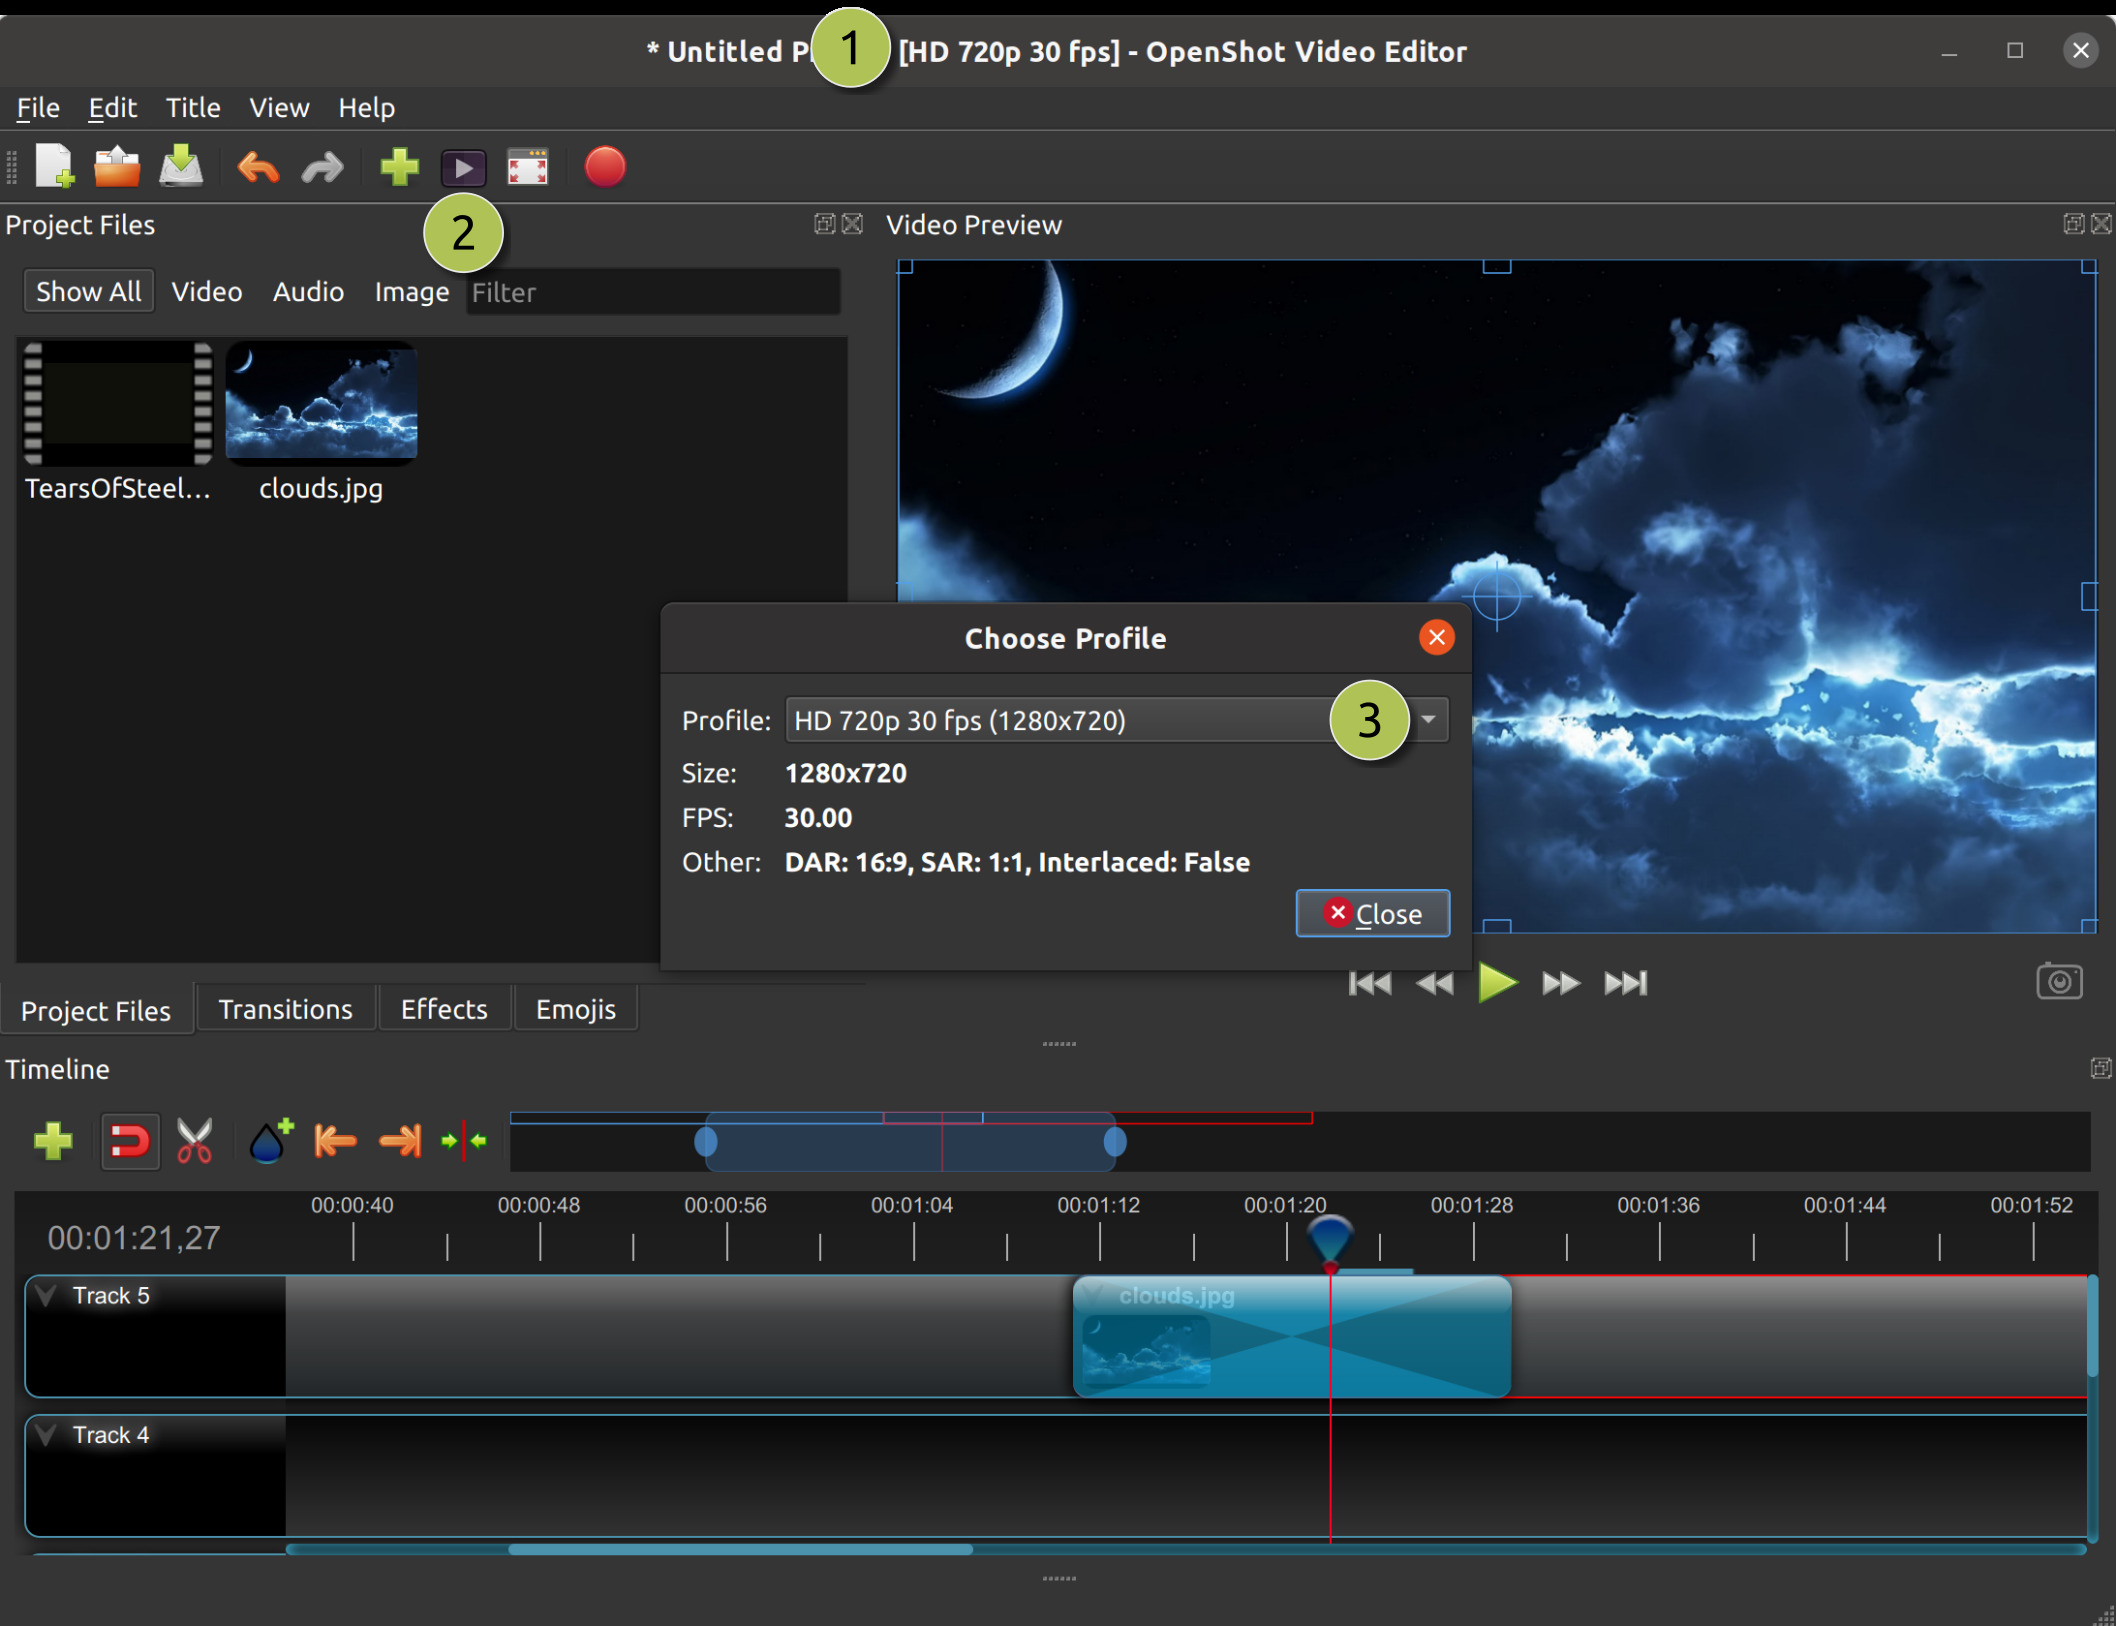 * Untitled P 1 [HD 720p 30 fps] - OpenShot Video Editor
File Edit Title View Help
2
Project Files
Video Preview
Show All Video Audio Image Filter
TearsOfSteel... clouds.jpg
Choose Profile
Profile: HD 720p 30 fps (1280x720) 3
Size: 1280x720
FPS: 30.00
Other: DAR: 16:9, SAR: 1:1, Interlaced: False
Close
Project Files Transitions Effects Emojis
Timeline
00:00:40 00:00:48 00:00:56 00:01:04 00:01:12 00:01:20 00:01:28 00:01:36 00:01:44 00:01:52
00:01:21,27
Track 5
clouds.jpg
Track 4